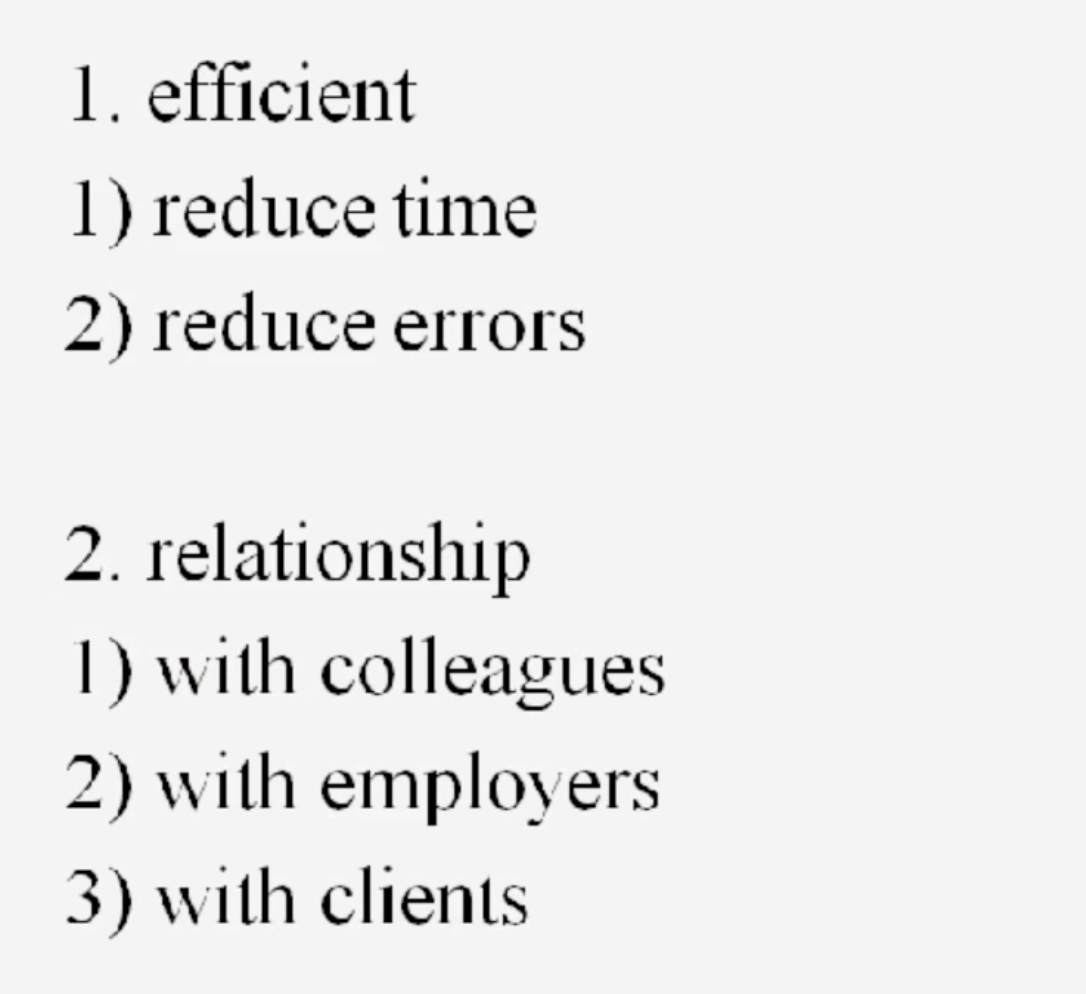 1. efficient
1) reduce time
2) reduce errors
2. relationship
1) with colleagues
2) with employers
3) with clients